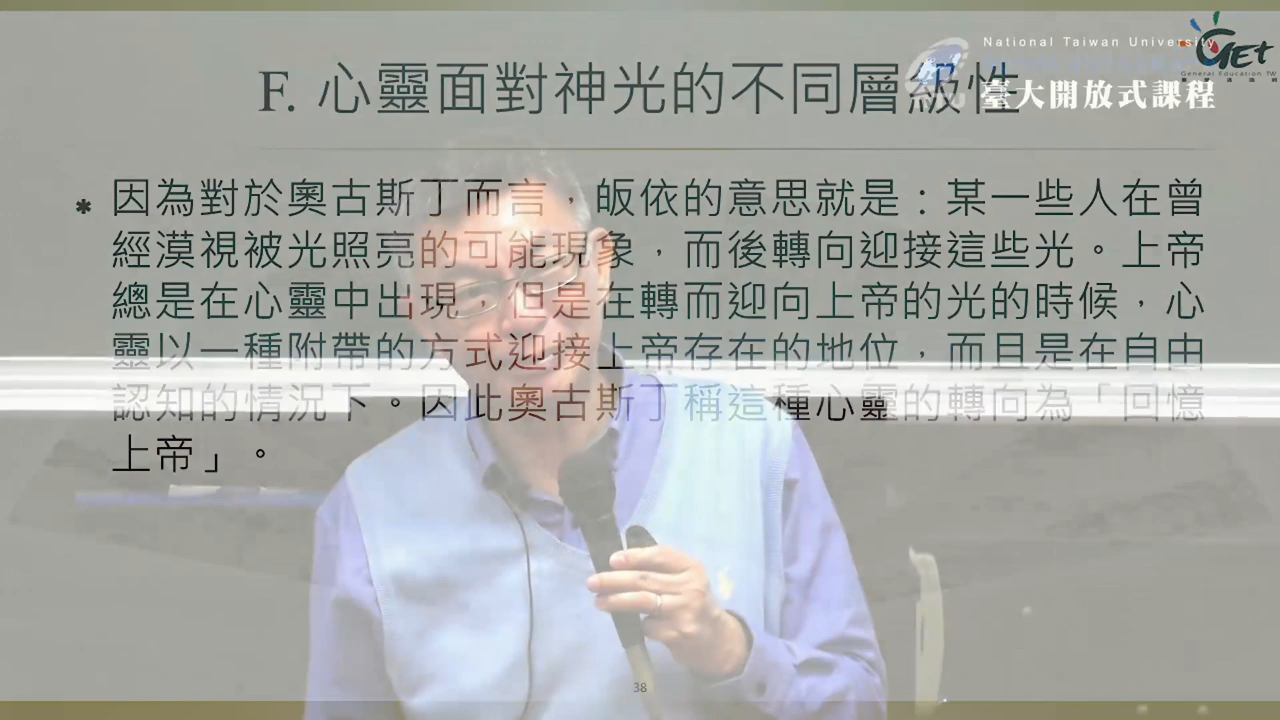 National Taiwan University
GET
General Education TW
臺大開放式課程
F. 心靈面對神光的不同層級性
* 因為對於奧古斯丁而言，皈依的意思就是：某一些人在曾
經漠視被光照亮的可能現象，而後轉向迎接這些光。上帝
總是在心靈中出現，但是在轉而迎向上帝的光的時候，心
靈以一種附帶的方式迎接上帝存在的地位，而且是在自由
認知的情況下。因此奧古斯丁稱這種心靈的轉向為「回憶
上帝」。
38